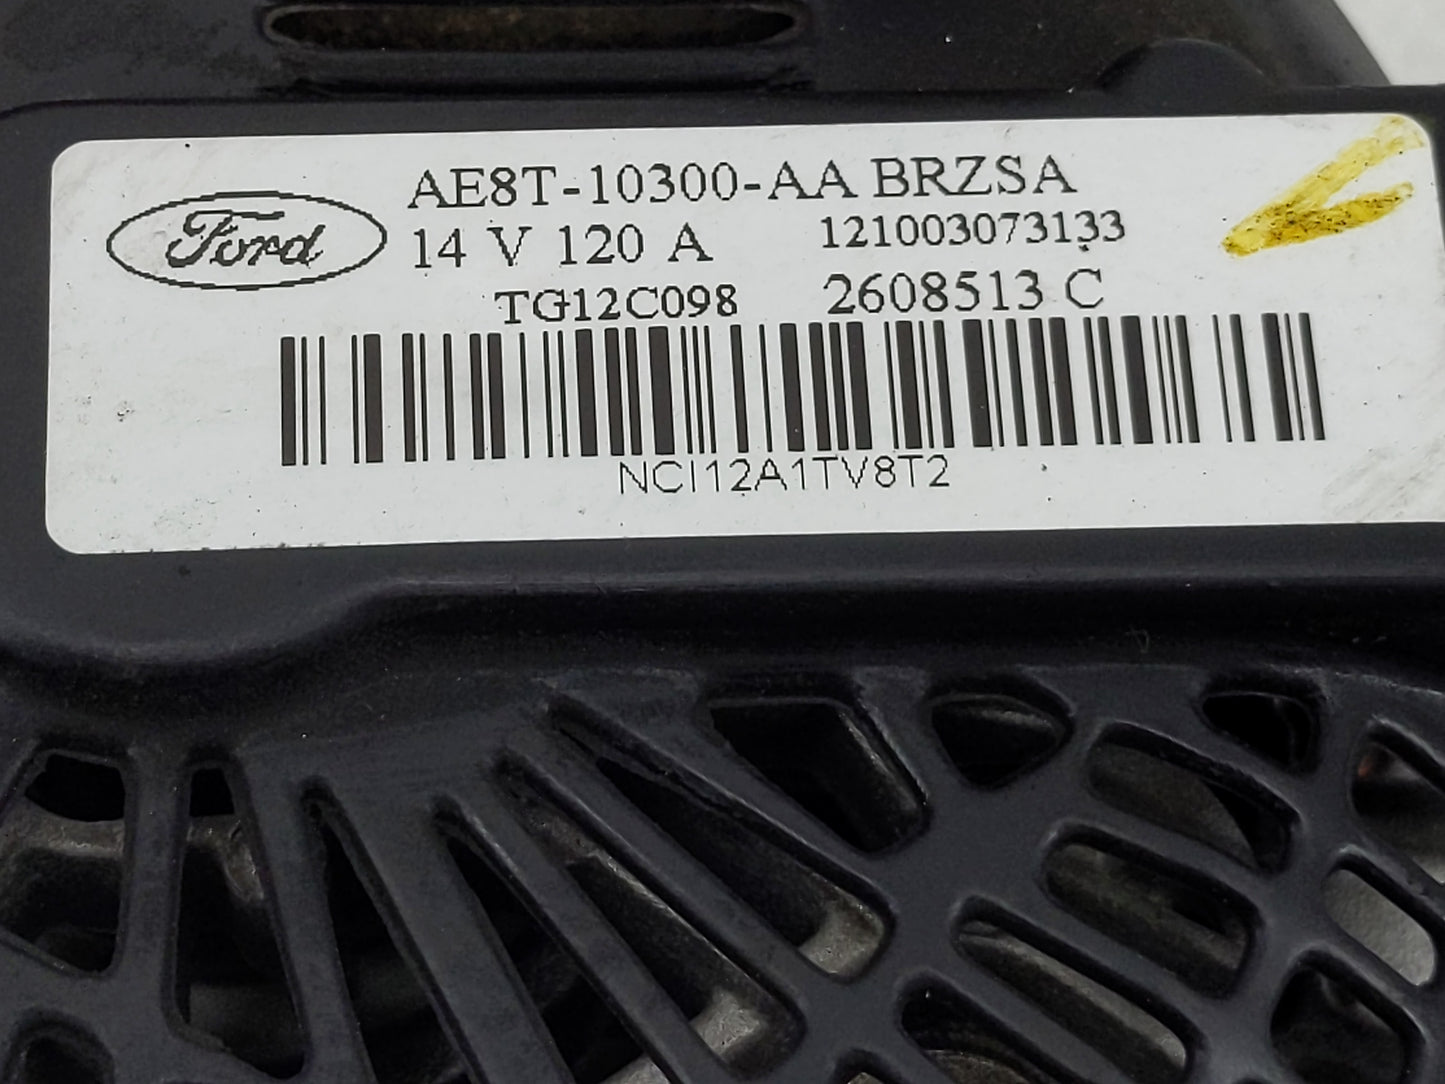 Ford
AE8T-10300-AA BRZSA
14 V 120 A 121003073133
TG12C098 2608513 C
NCI12A1TV8T2